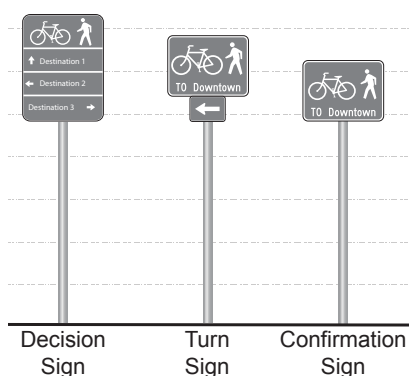 Destination 1
Destination 2
Destination 3
TO Downtown
TO Downtown
Decision
Sign
Turn
Sign
Confirmation
Sign